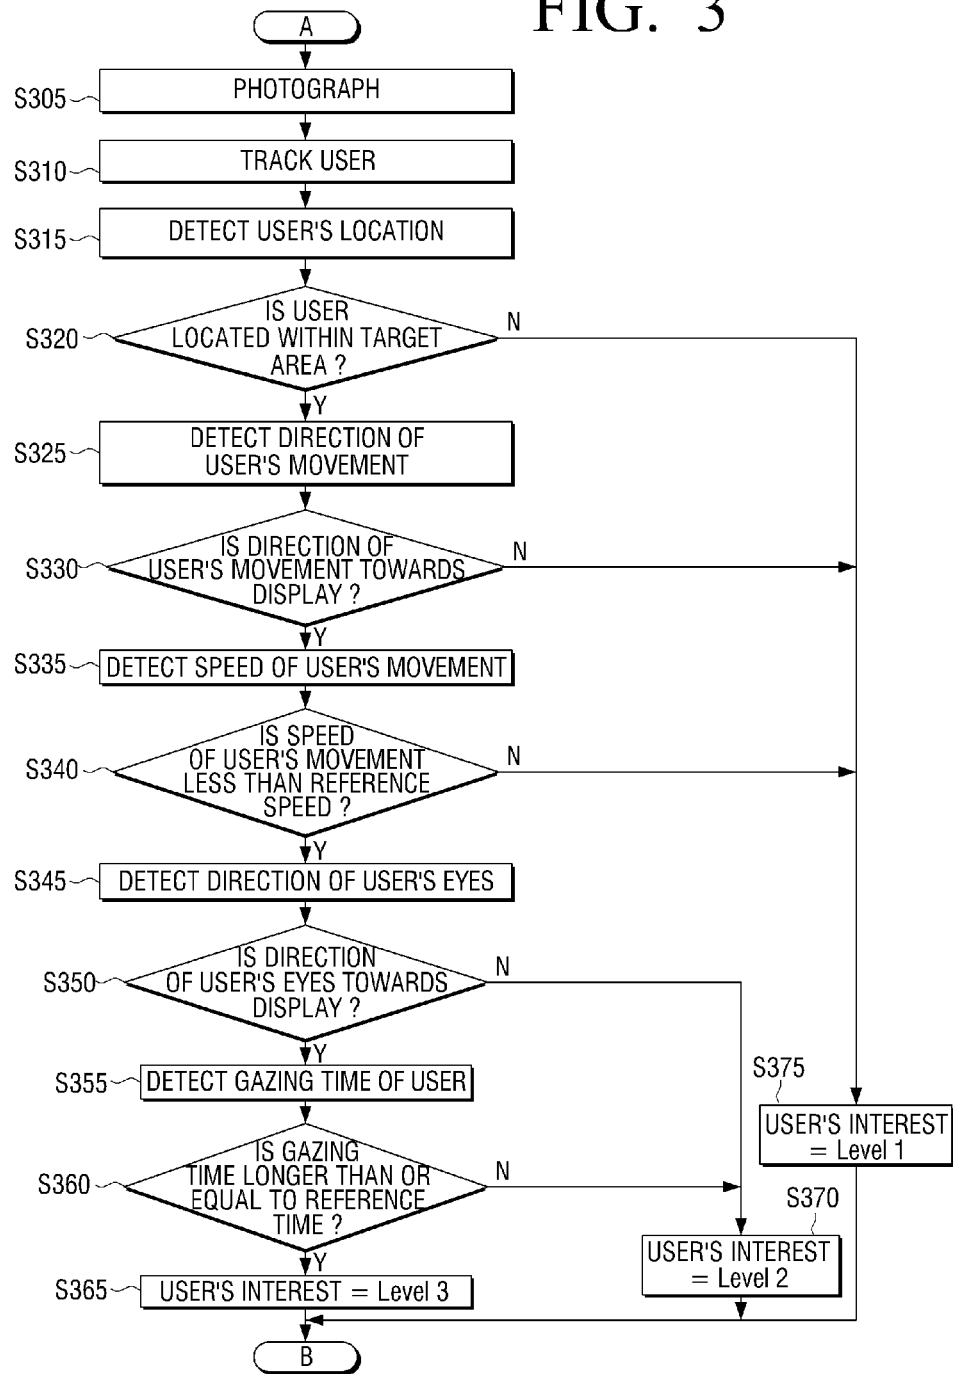 FIG. 3
A
S305
PHOTOGRAPH
S310
TRACK USER
S315
DETECT USER'S LOCATION
S320
IS USER
LOCATED WITHIN TARGET
AREA ?
N
Y
S325
DETECT DIRECTION OF
USER'S MOVEMENT
S330
IS DIRECTION OF
USER'S MOVEMENT TOWARDS
DISPLAY ?
N
Y
S335
DETECT SPEED OF USER'S MOVEMENT
S340
IS SPEED
OF USER'S MOVEMENT
LESS THAN REFERENCE
SPEED ?
N
Y
S345
DETECT DIRECTION OF USER'S EYES
S350
IS DIRECTION
OF USER'S EYES TOWARDS
DISPLAY ?
N
Y
S355
DETECT GAZING TIME OF USER
S360
IS GAZING
TIME LONGER THAN OR
EQUAL TO REFERENCE
TIME ?
N
Y
S365
USER'S INTEREST = Level 3
S370
USER'S INTEREST
= Level 2
S375
USER'S INTEREST
= Level 1
B